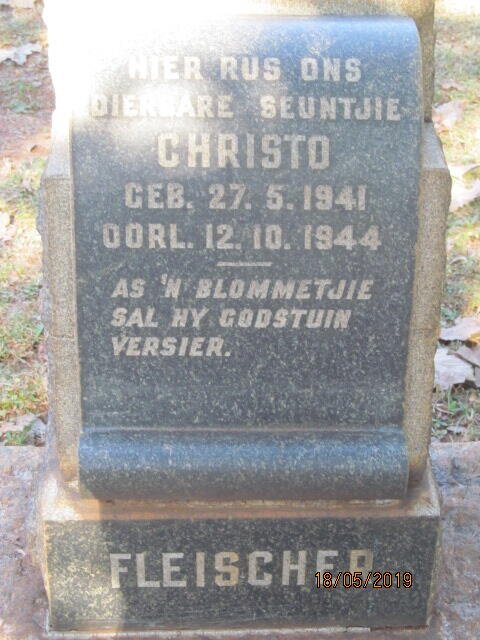 HIER RUS ONS
DIERBARE SEUNTJIE
CHRISTO
GEB. 27. 5. 1941
OORL. 12. 10. 1944
AS 'N BLOMMETJIE
SAL HY GODSTUIN
VERSIER.
FLEISCHER
18/05/2019